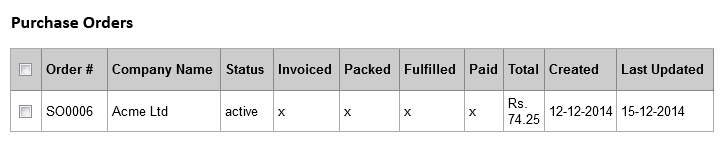 Purchase Orders
Order # Company Name Status Invoiced Packed Fulfilled Paid Total Created Last Updated
SO0006 Acme Ltd active x x x x Rs. 74.25 12-12-2014 15-12-2014